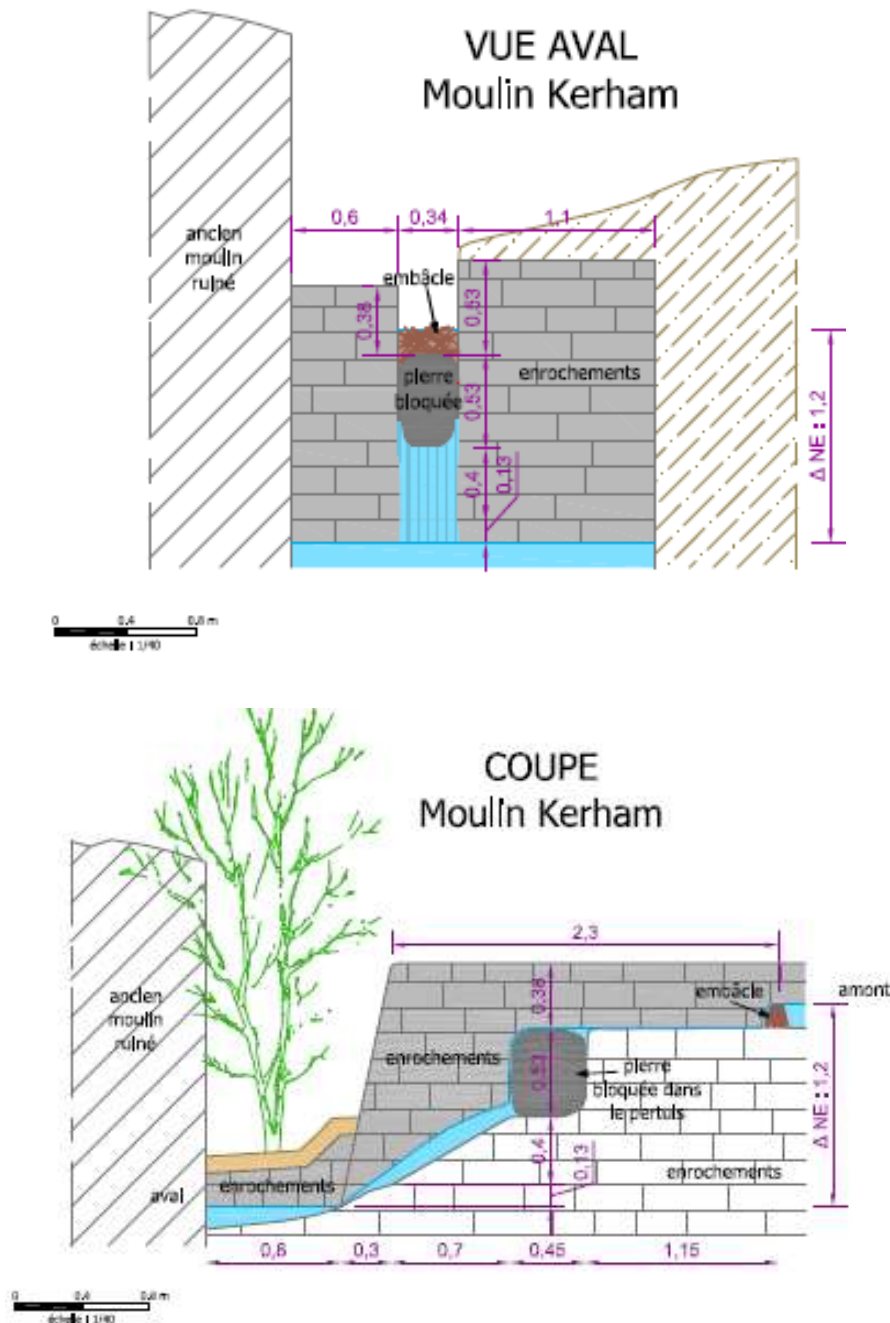 VUE AVAL
Moulin Kerham
0,6
0,34
1,1
ancien
moulin
ruiné
embâcle
0,38
0,53
pierre
bloquée
enrochements
0,53
0,4
0,13
Δ NE : 1,2
0 0,4 0,8 m
échelle : 1/40
COUPE
Moulin Kerham
2,3
ancien
moulin
ruiné
0,38
embâcle
amont
enrochements
0,53
pierre
bloquée dans
le pertuis
Δ NE : 1,2
0,4
0,13
enrochements
enrochements
aval
0,6
0,3
0,7
0,45
1,15
0 0,4 0,8 m
échelle : 1/40